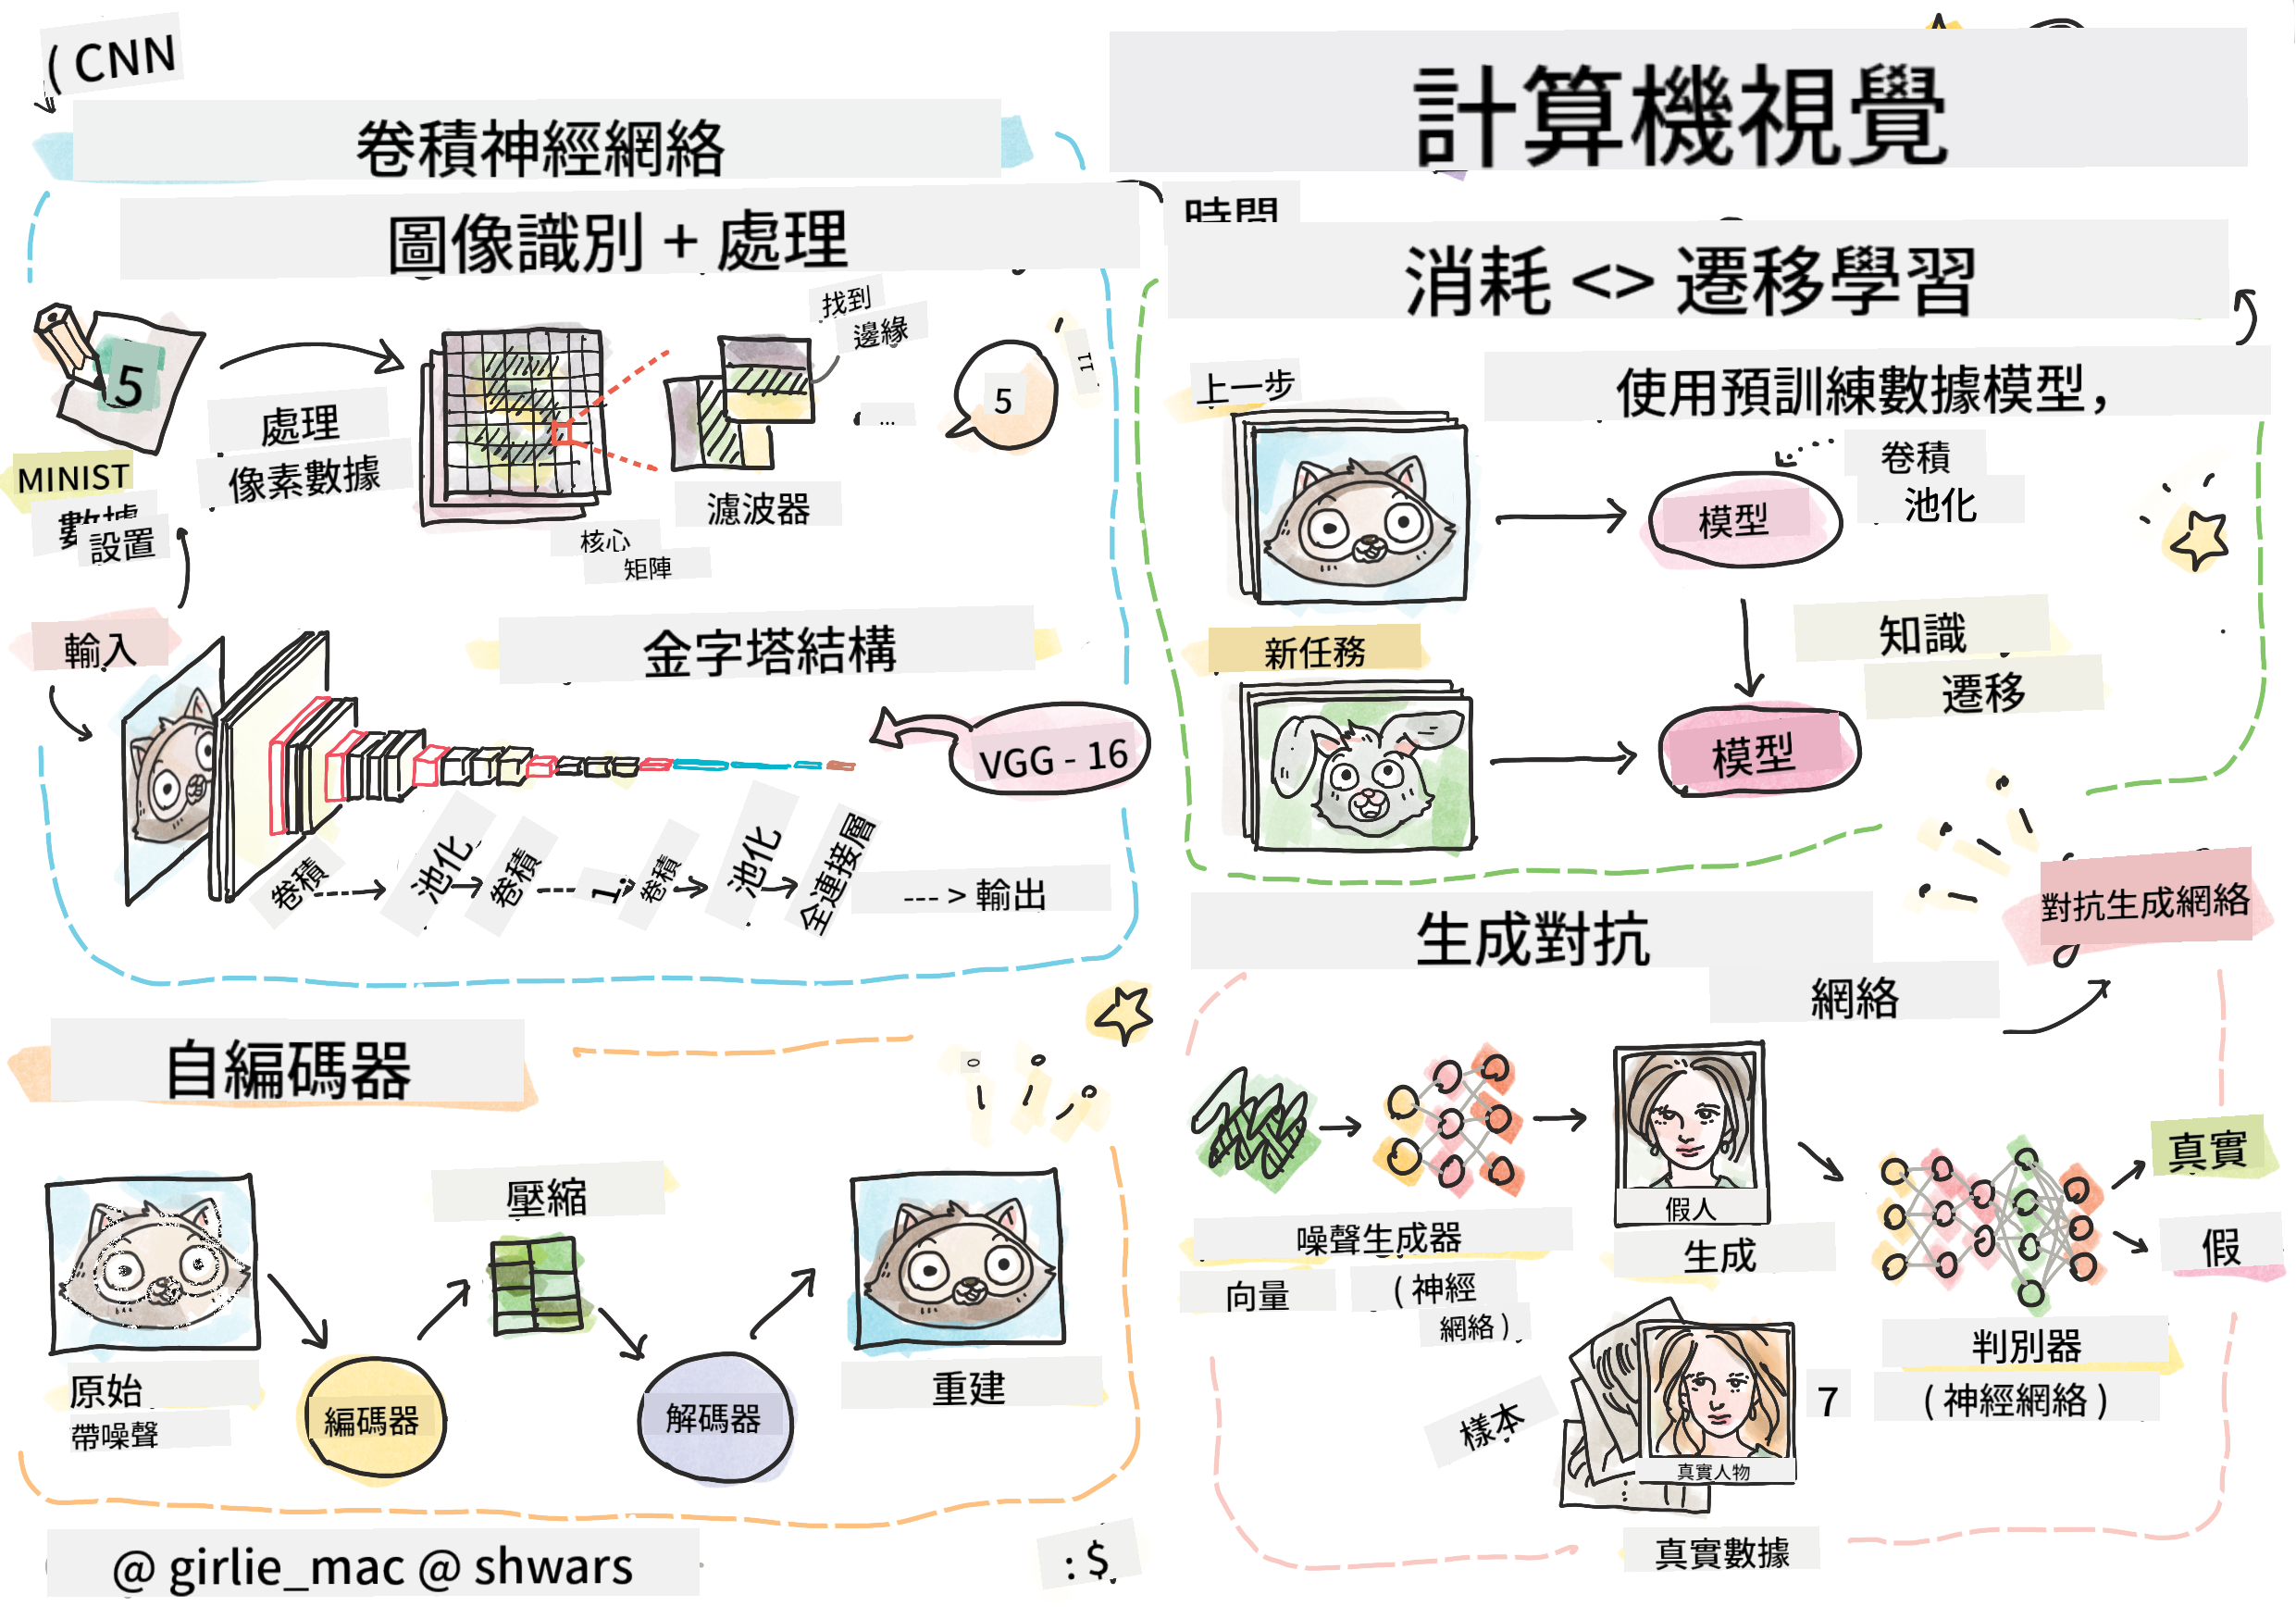 ( CNN
卷積神經網絡
圖像識別 + 處理
5
處理
像素數據
找到
邊緣
...
5
MINIST
數據
設置
濾波器
核心
矩陣
輸入
金字塔結構
VGG - 16
卷積
池化
卷積
1,
卷積
池化
全連接層
--- > 輸出
計算機視覺
時間
消耗 <> 遷移學習
上一步
使用預訓練數據模型，
卷積
池化
模型
新任務
知識
遷移
模型
自編碼器
壓縮
原始
帶噪聲
編碼器
解碼器
重建
對抗生成網絡
生成對抗
網絡
假人
真實
假
噪聲生成器
向量
( 神經
網絡 )
生成
判別器
( 神經網絡 )
7
樣本
真實人物
真實數據
@ girlie_mac @ shwars
: $